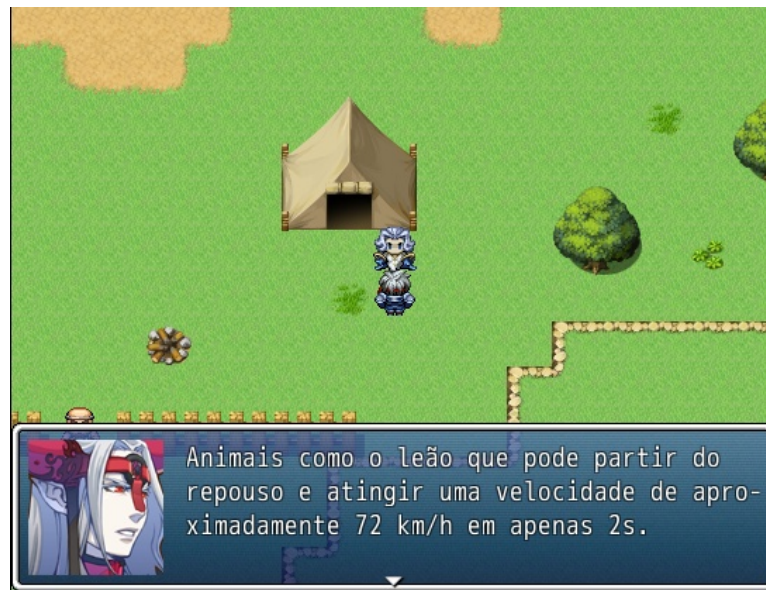 Animais como o leão que pode partir do
repouso e atingir uma velocidade de apro-
ximadamente 72 km/h em apenas 2s.